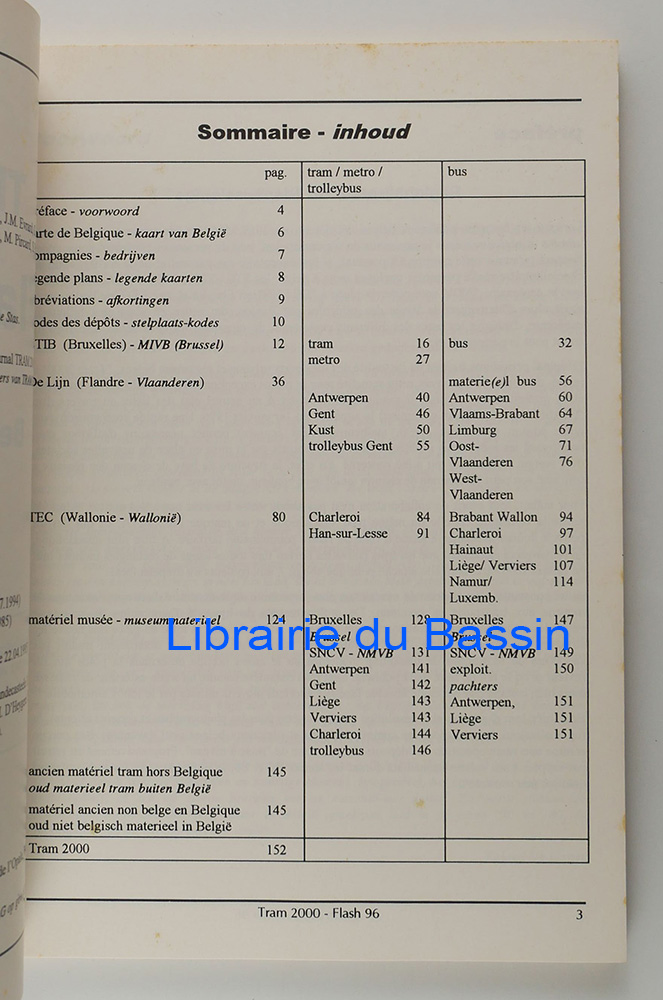 Sommaire - inhoud
pag. tram / metro / bus
trolleybus
réface - voorwoord 4
arte de Belgique - kaart van België 6
ompagnies - bedrijven 7
egende plans - legende kaarten 8
bréviations - afkortingen 9
odes des dépôts - stelplaats-kodes 10
TIB (Bruxelles) - MIVB (Brussel) 12 tram 16 bus 32
metro 27
De Lijn (Flandre - Vlaanderen) 36 materie(e)l bus 56
Antwerpen 40 Antwerpen 60
Gent 46 Vlaams-Brabant 64
Kust 50 Limburg 67
trolleybus Gent 55 Oost- 71
Vlaanderen 76
West-
Vlaanderen
TEC (Wallonie - Wallonië) 80 Charleroi 84 Brabant Wallon 94
Han-sur-Lesse 91 Charleroi 97
Hainaut 101
Liège/ Verviers 107
Namur/ 114
Luxemb.
matériel musée - museummaterieel 124 Bruxelles 128 Bruxelles 147
Librairie du Bassin
Brussel Brussel
SNCV - NMVB 131 SNCV - NMVB 149
Antwerpen 141 exploit. 150
Gent 142 pachters
Liège 143 Antwerpen, 151
Verviers 143 Liège 151
Charleroi 144 Verviers 151
trolleybus 146
ancien matériel tram hors Belgique 145
oud materieel tram buiten België
matériel ancien non belge en Belgique 145
oud niet belgisch materieel in België
Tram 2000 152
Tram 2000 - Flash 96 3